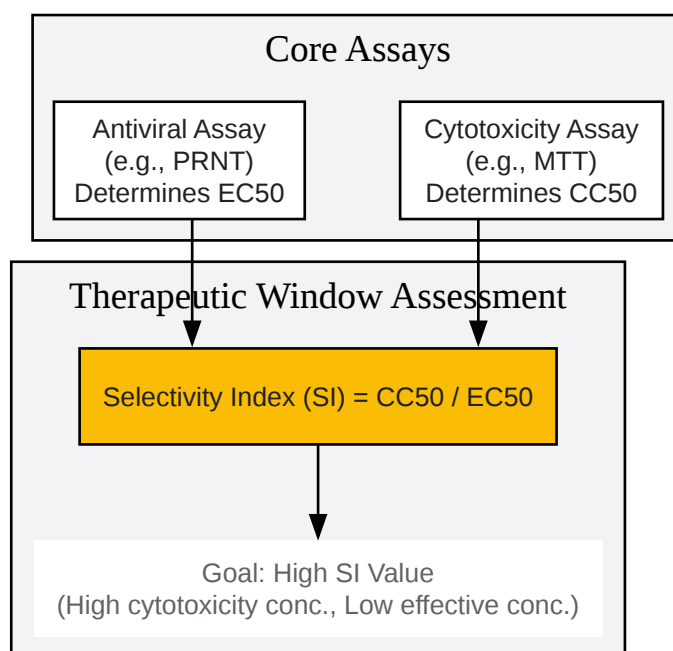 Core Assays
Antiviral Assay
(e.g., PRNT)
Determines EC50
Cytotoxicity Assay
(e.g., MTT)
Determines CC50
Therapeutic Window Assessment
Selectivity Index (SI) = CC50 / EC50
Goal: High SI Value
(High cytotoxicity conc., Low effective conc.)